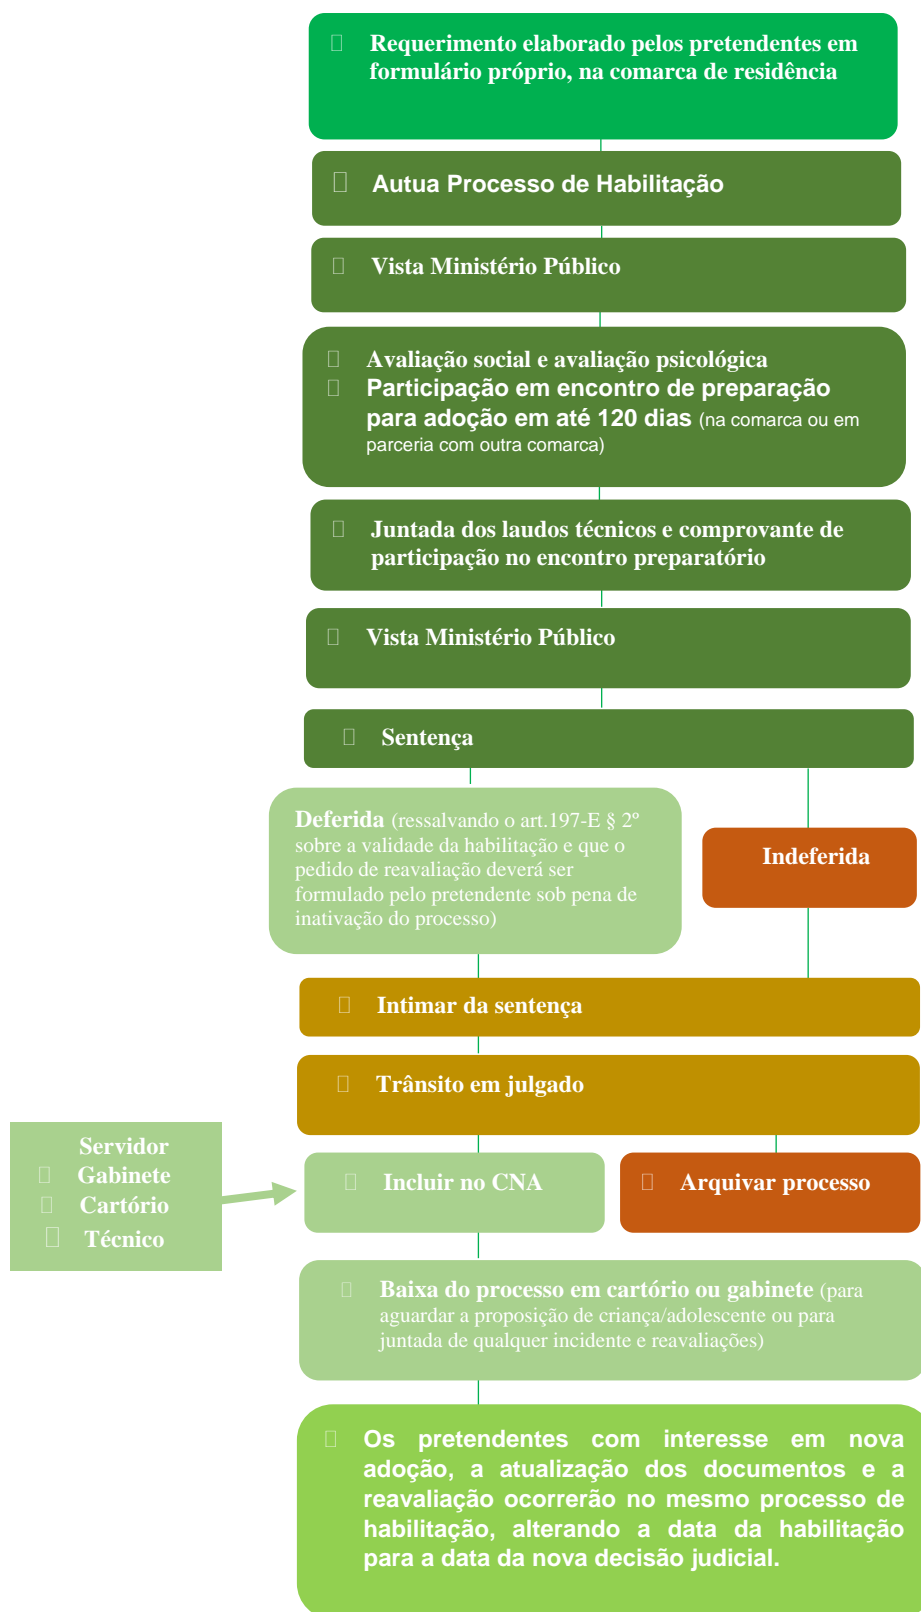 Requerimento elaborado pelos pretendentes em
formulário próprio, na comarca de residência
Autua Processo de Habilitação
Vista Ministério Público
Avaliação social e avaliação psicológica
Participação em encontro de preparação
para adoção em até 120 dias (na comarca ou em
parceria com outra comarca)
Juntada dos laudos técnicos e comprovante de
participação no encontro preparatório
Vista Ministério Público
Sentença
Deferida (ressalvando o art.197-E § 2º
sobre a validade da habilitação e que o
pedido de reavaliação deverá ser
formulado pelo pretendente sob pena de
inativação do processo)
Indeferida
Intimar da sentença
Trânsito em julgado
Servidor
Gabinete
Cartório
Técnico
Incluir no CNA
Arquivar processo
Baixa do processo em cartório ou gabinete (para
aguardar a proposição de criança/adolescente ou para
juntada de qualquer incidente e reavaliações)
Os pretendentes com interesse em nova
adoção, a atualização dos documentos e a
reavaliação ocorrerão no mesmo processo de
habilitação, alterando a data da habilitação
para a data da nova decisão judicial.